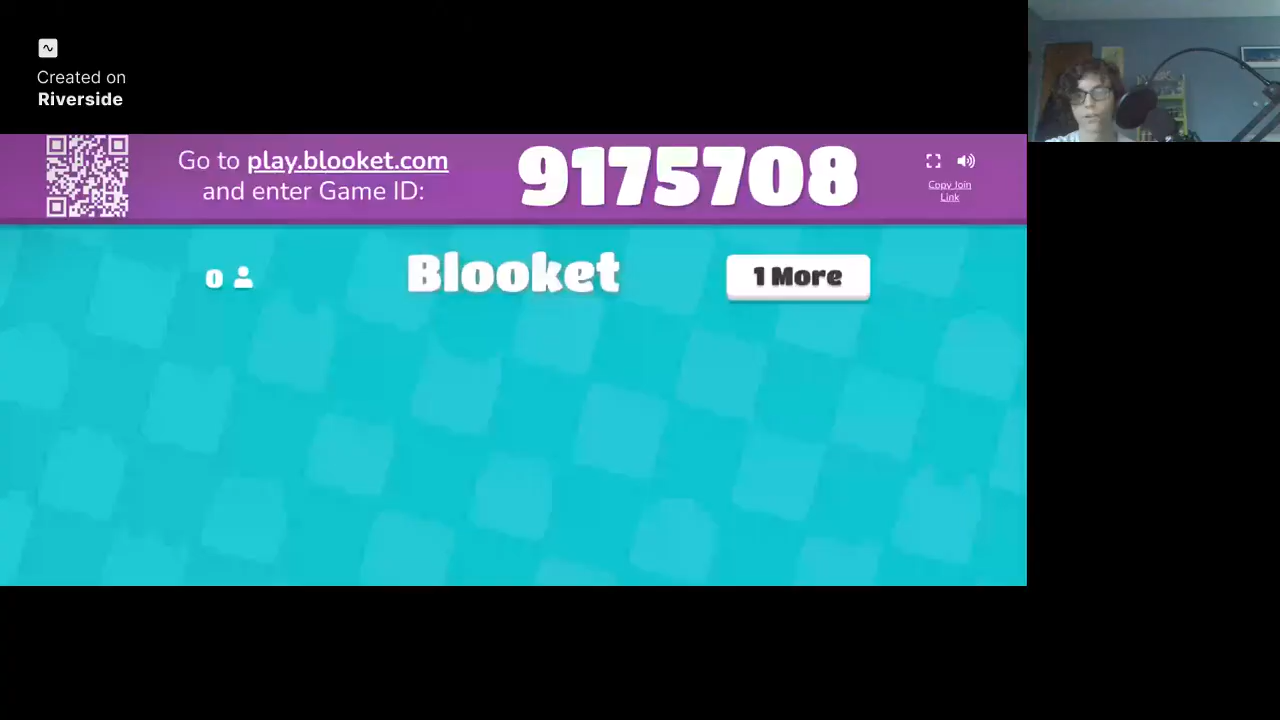 Created on
Riverside
Go to play.blooket.com
and enter Game ID:
9175708
Copy Join
Link
0
Blooket
1 More